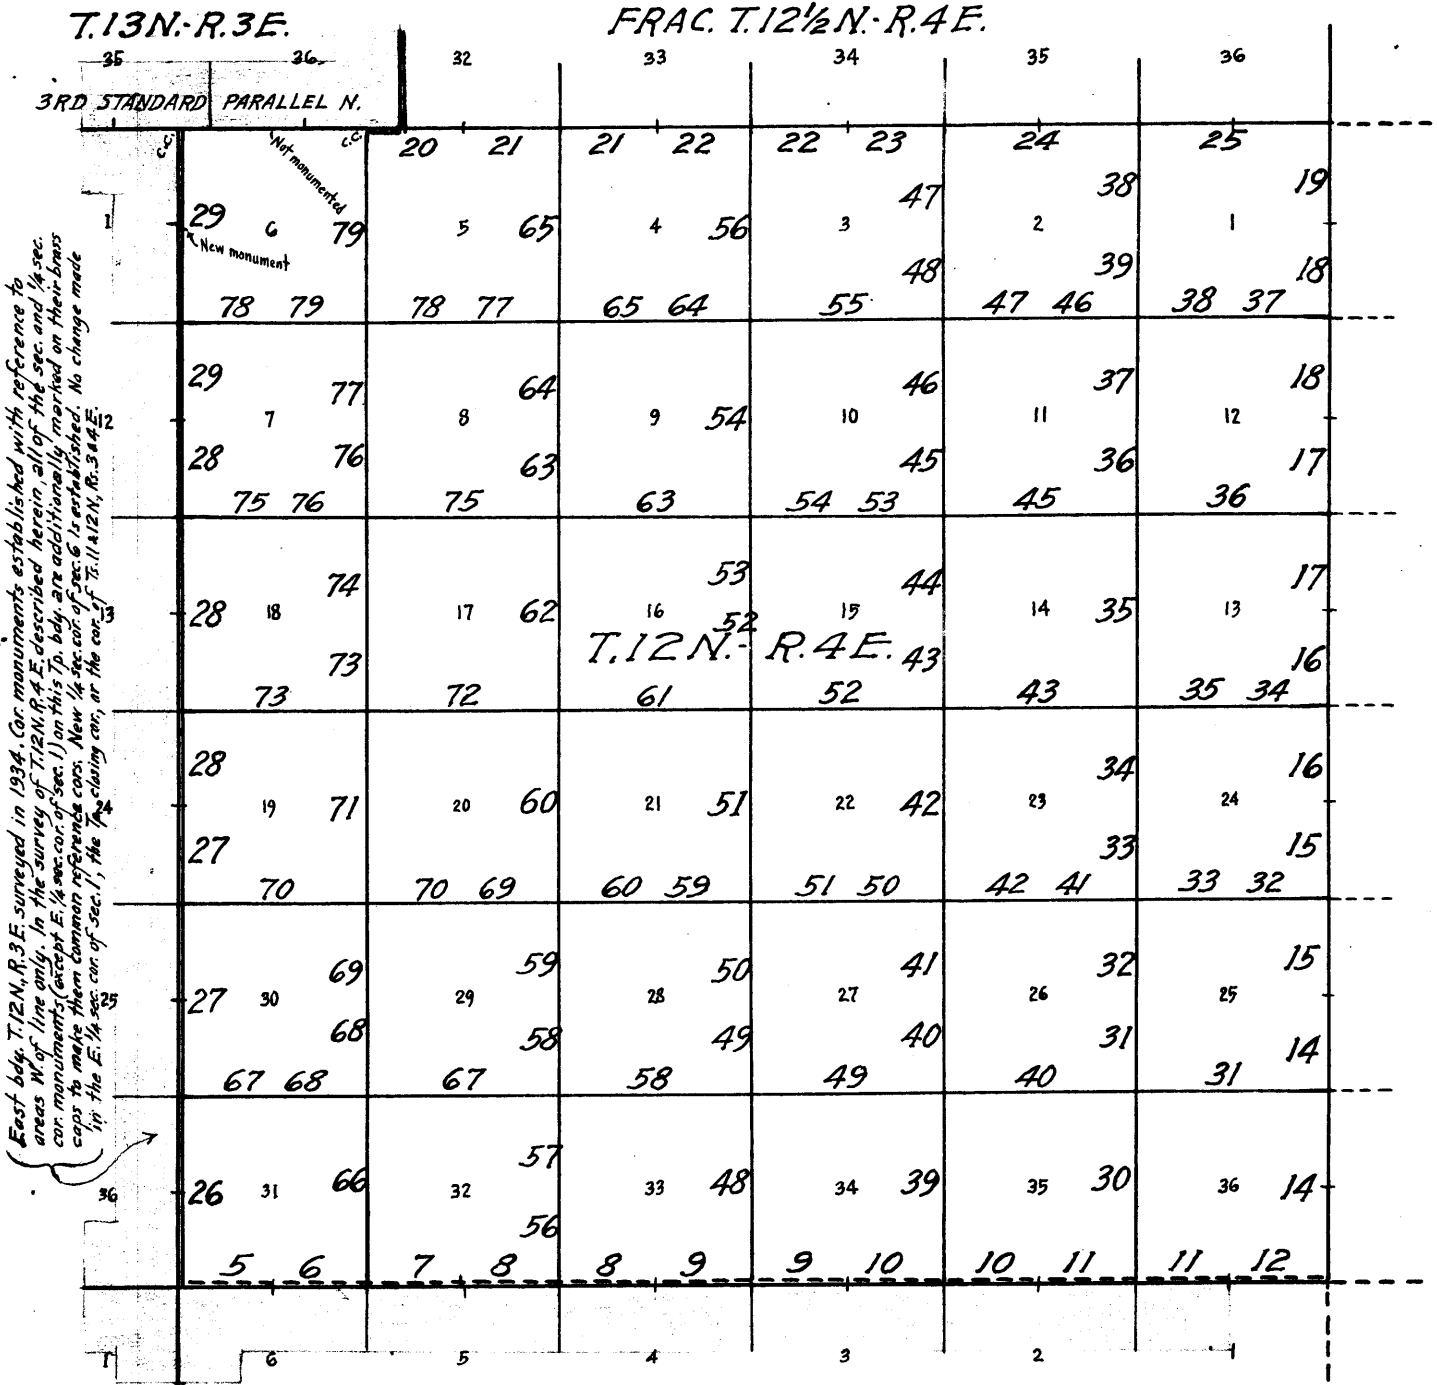 T.13N.-R.3E.
FRAC. T.12½N.-R.4E.
35 36 32 33 34 35 36
3RD STANDARD PARALLEL N.
C.C. C.C. 20 21 21 22 22 23 24 25
Not monumented
47 38 19
1 29 6 79 5 65 4 56 3 2 1
New monument
48 39 18
78 79 78 77 65 64 55 47 46 38 37
29 77 64 46 37 18
12 7 8 9 54 10 11 12
28 76 63 45 36 17
75 76 75 63 54 53 45 36
74 53 44 17
13 28 18 17 62 16 52 15 14 35 13
T.12N.- R.4E.
73 43 16
73 72 61 52 43 35 34
28 34 16
24 19 71 20 60 21 51 22 42 23 24
27 33 15
70 70 69 60 59 51 50 42 41 33 32
69 59 50 41 32 15
25 27 30 29 28 27 26 25
68 58 49 40 31 14
67 68 67 58 49 40 31
57
36 26 31 66 32 33 48 34 39 35 30 36 14
56
5 6 7 8 8 9 9 10 10 11 11 12
1 6 5 4 3 2
East bdy. T.12N., R.3E. surveyed in 1934. Cor. monuments established with reference to
areas W. of line only. In the survey of T.12N. R.4E. described herein, all of the sec. and ¼ sec.
cor. monuments (except E. ¼ sec. cor. of sec. 1) on this Tp. bdy. are additionally marked on their brass
caps to make them common reference cors. New ¼ sec. cor. of sec. 6 is established. No change made
in the E. ¼ sec. cor. of sec. 1, the Tp. closing cor., or the cor. of Ts. 11 & 12N., Rs. 3 & 4 E.